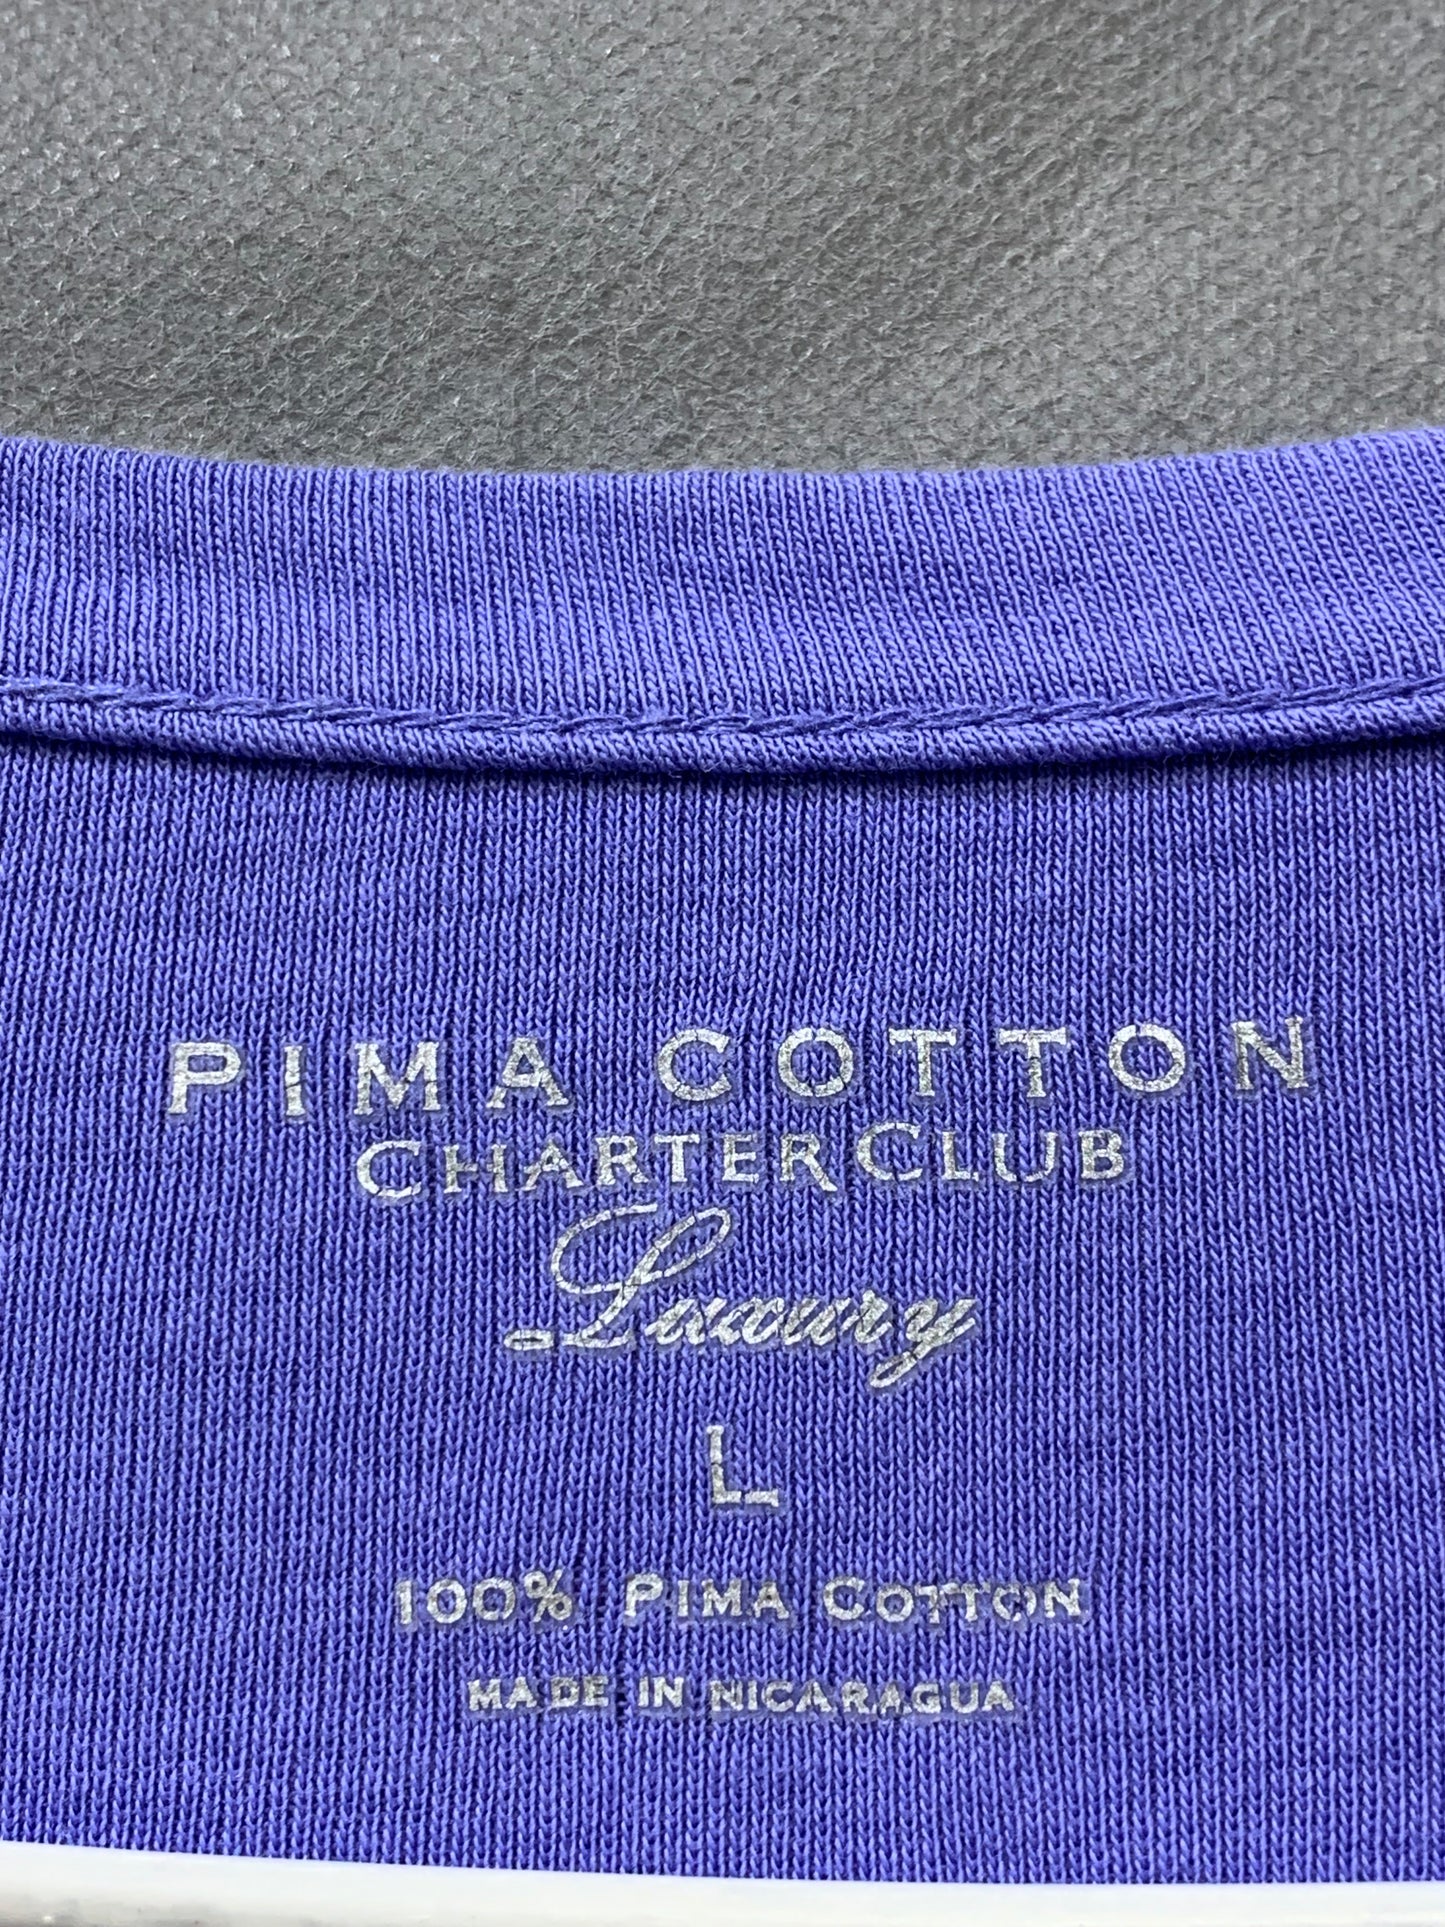 PIMA COTTON
CHARTER CLUB
Luxury
L
100% PIMA COTTON
MADE IN NICARAGUA